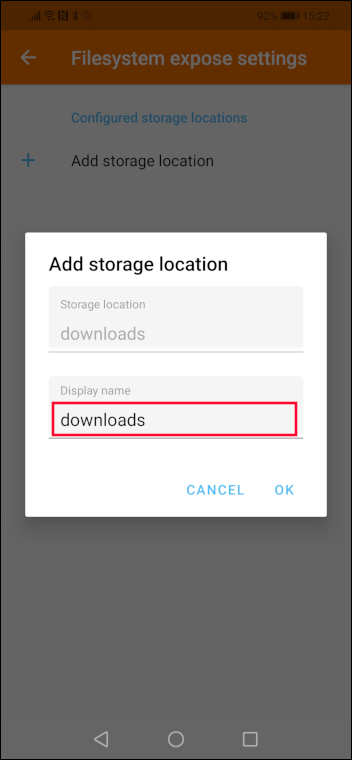 92% 15:22
Filesystem expose settings
Configured storage locations
Add storage location
Add storage location
Storage location
downloads
Display name
downloads
CANCEL OK